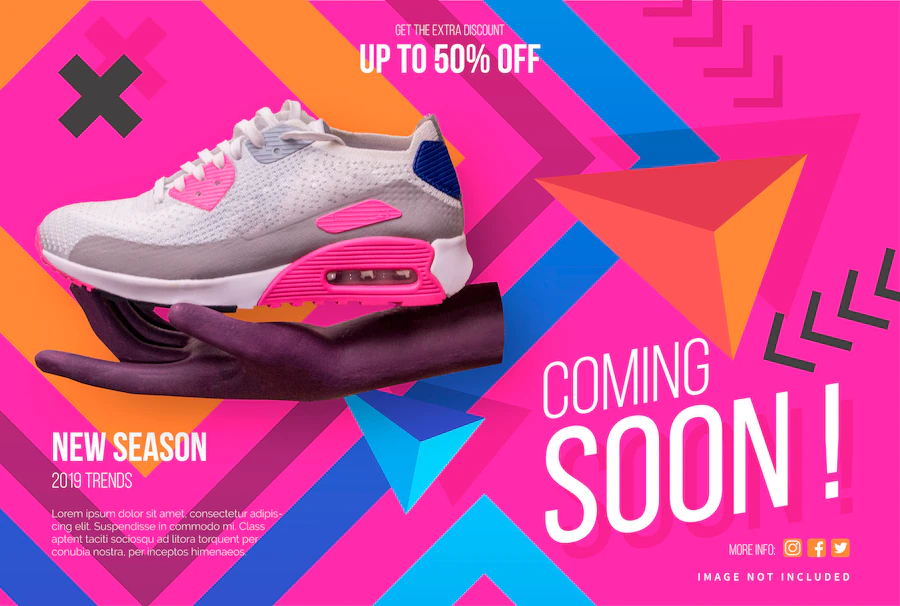 GET THE EXTRA DISCOUNT
UP TO 50% OFF
COMING
SOON !
NEW SEASON
2019 TRENDS
Lorem ipsum dolor sit amet, consectetur adipis-
cing elit. Suspendisse in commodo mi. Class
aptent taciti sociosqu ad litora torquent per
conubia nostra, per inceptos himenaeos.
MORE INFO:
IMAGE NOT INCLUDED